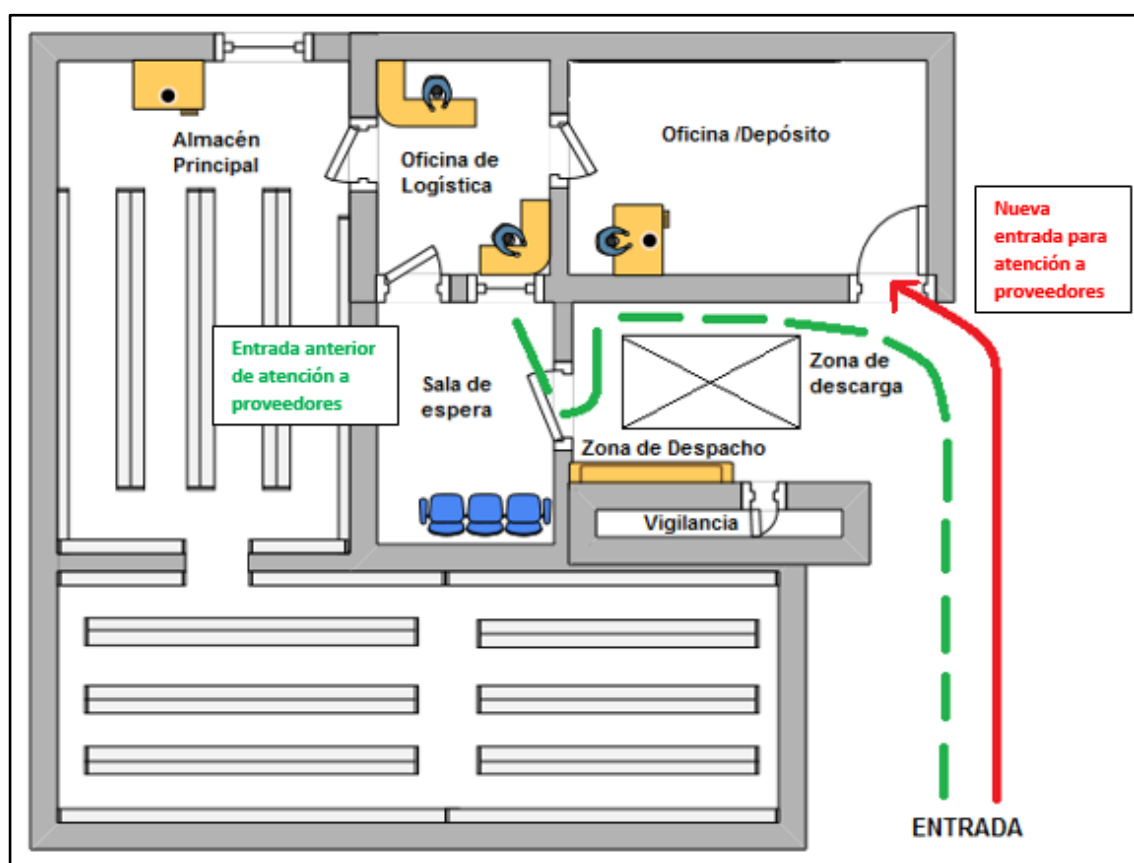 Almacén
Principal
Oficina de
Logística
Oficina /Depósito
Nueva
entrada para
atención a
proveedores
Entrada anterior
de atención a
proveedores
Sala de
espera
Zona de
descarga
Zona de Despacho
Vigilancia
ENTRADA